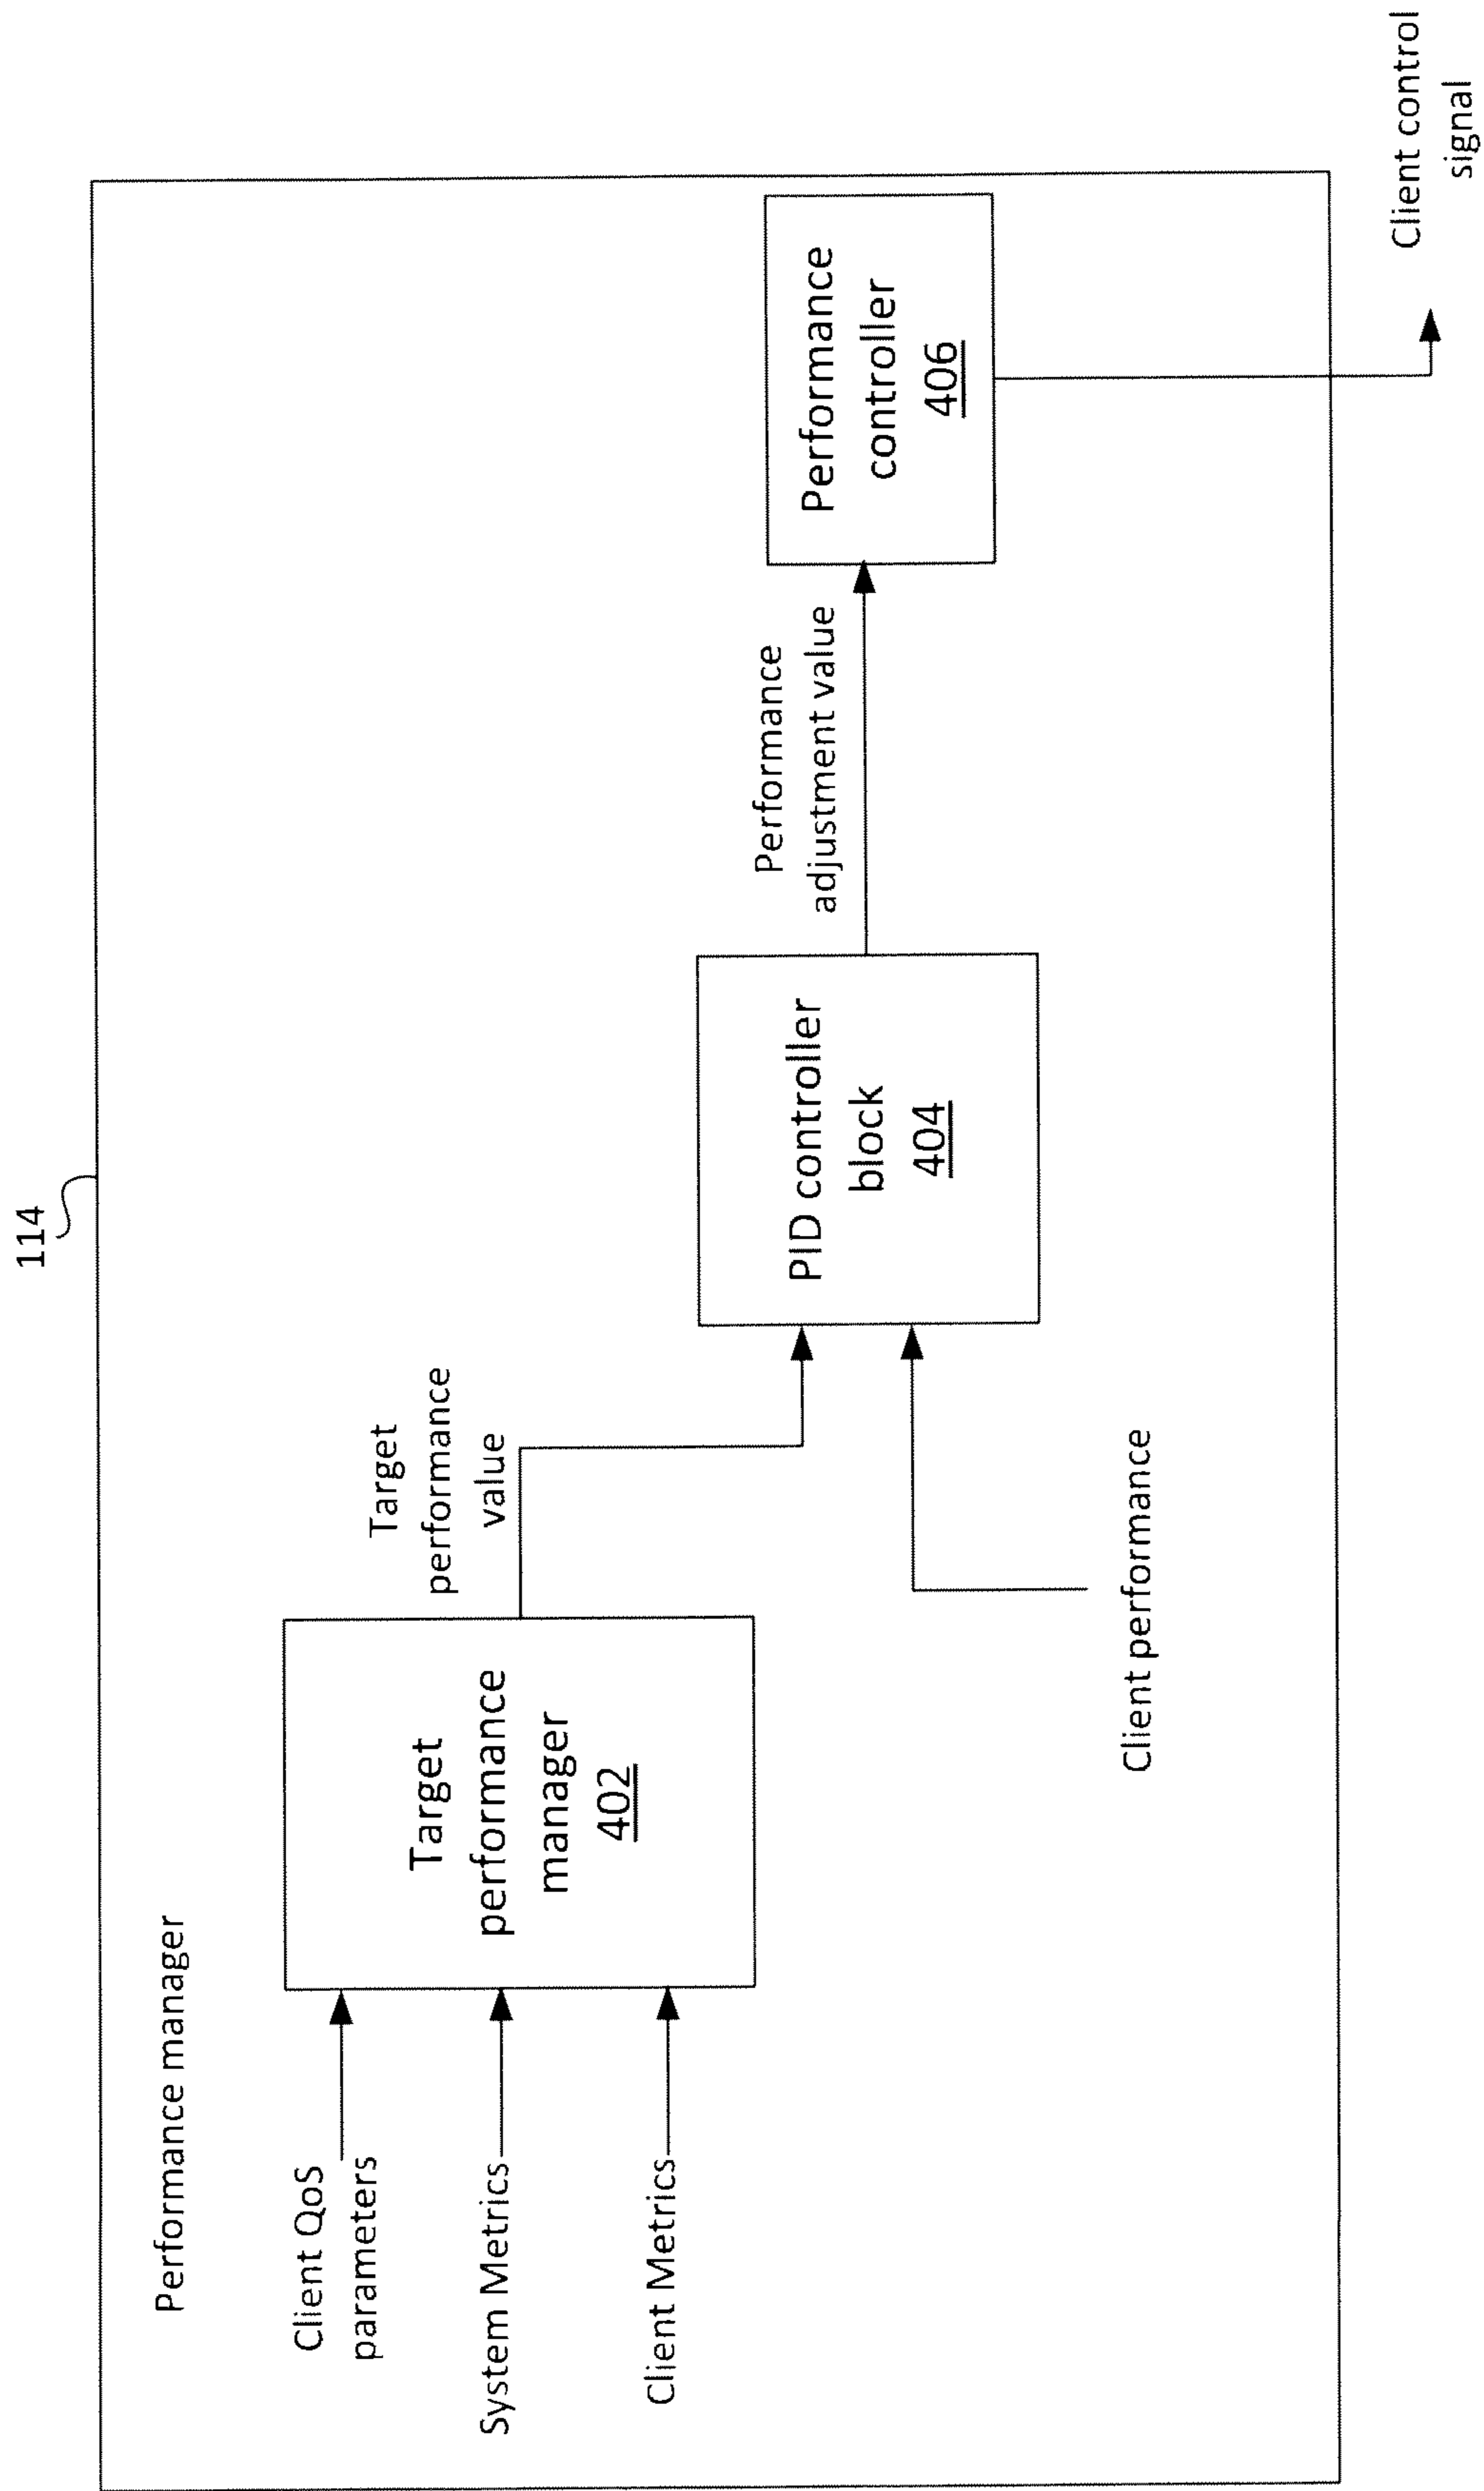 114
Performance manager
Client QoS
parameters
System Metrics
Client Metrics
Target
performance
manager
402
Target
performance
value
Client performance
PID controller
block
404
Performance
adjustment value
Performance
controller
406
Client control
signal